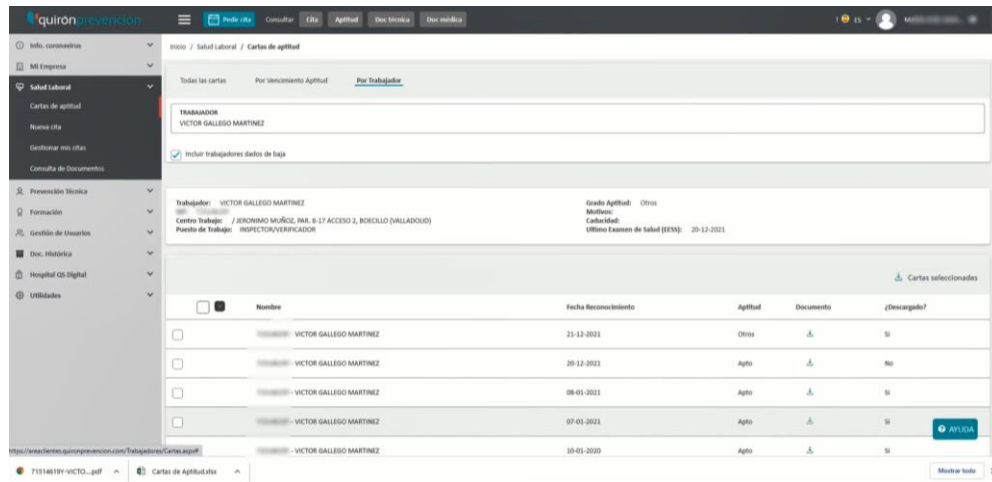 quirónprevención
Pedir cita Consultar Cita Aptitud Doc técnica Doc médica ES
Info. coronavirus
Mi Empresa
Salud Laboral
Cartas de aptitud
Nueva cita
Gestionar mis citas
Consulta de Documentos
Prevención Técnica
Formación
Gestión de Usuarios
Doc. Histórica
Hospital QS Digital
Utilidades
Inicio / Salud Laboral / Cartas de aptitud
Todas las cartas Por Vencimiento Aptitud Por Trabajador
TRABAJADOR
VICTOR GALLEGO MARTINEZ
Incluir trabajadores dados de baja
Trabajador: VICTOR GALLEGO MARTINEZ
Centro Trabajo: / JERONIMO MUÑOZ, PAR. 8-17 ACCESO 2, BOECILLO (VALLADOLID)
Puesto de Trabajo: INSPECTOR/VERIFICADOR
Grado Aptitud: Otros
Motivos:
Caducidad:
Ultimo Examen de Salud (EESS): 20-12-2021
Cartas seleccionadas
Nombre Fecha Reconocimiento Aptitud Documento ¿Descargado?
VICTOR GALLEGO MARTINEZ 21-12-2021 Otros Si
- VICTOR GALLEGO MARTINEZ 20-12-2021 Apto No
- VICTOR GALLEGO MARTINEZ 08-01-2021 Apto Si
- VICTOR GALLEGO MARTINEZ 07-01-2021 Apto Si
- VICTOR GALLEGO MARTINEZ 10-01-2020 Apto Si
AYUDA
https://areaclientes.quironprevencion.com/Trabajadores/Cartas.aspx#
71514619Y-VICTO....pdf Cartas de Aptitud.xlsx Mostrar todo